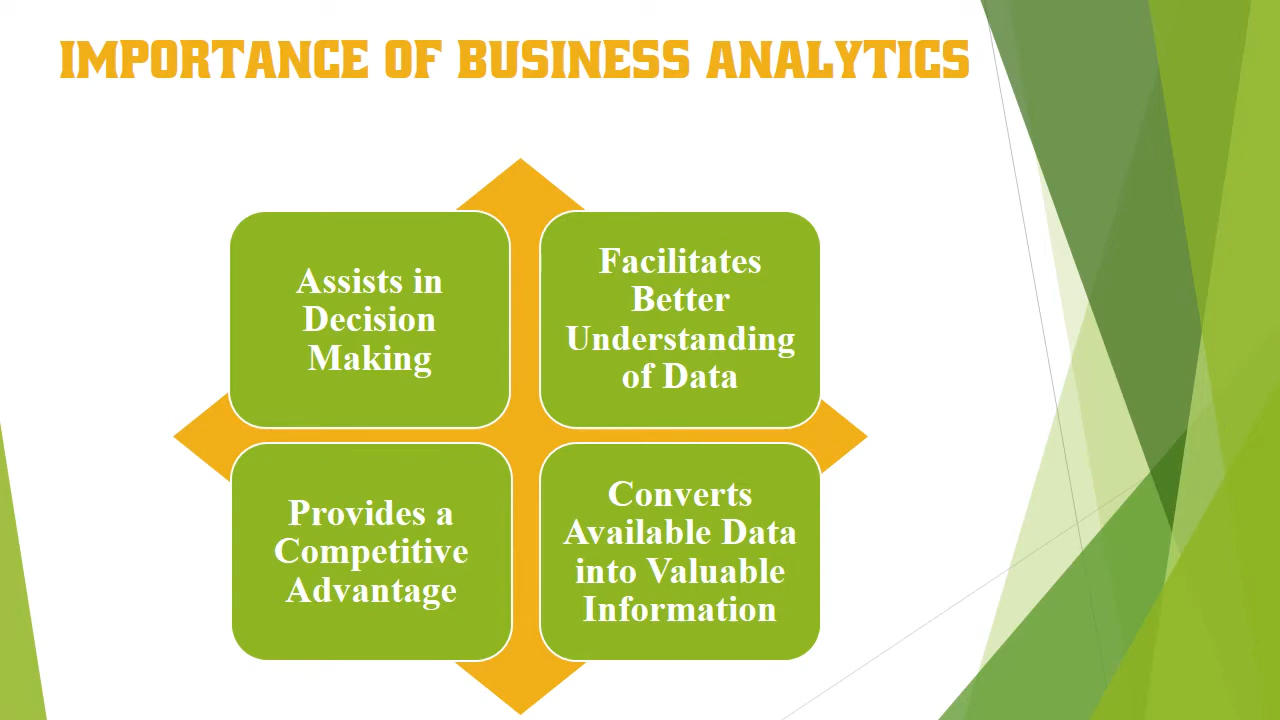 IMPORTANCE OF BUSINESS ANALYTICS
Assists in
Decision
Making
Facilitates
Better
Understanding
of Data
Provides a
Competitive
Advantage
Converts
Available Data
into Valuable
Information